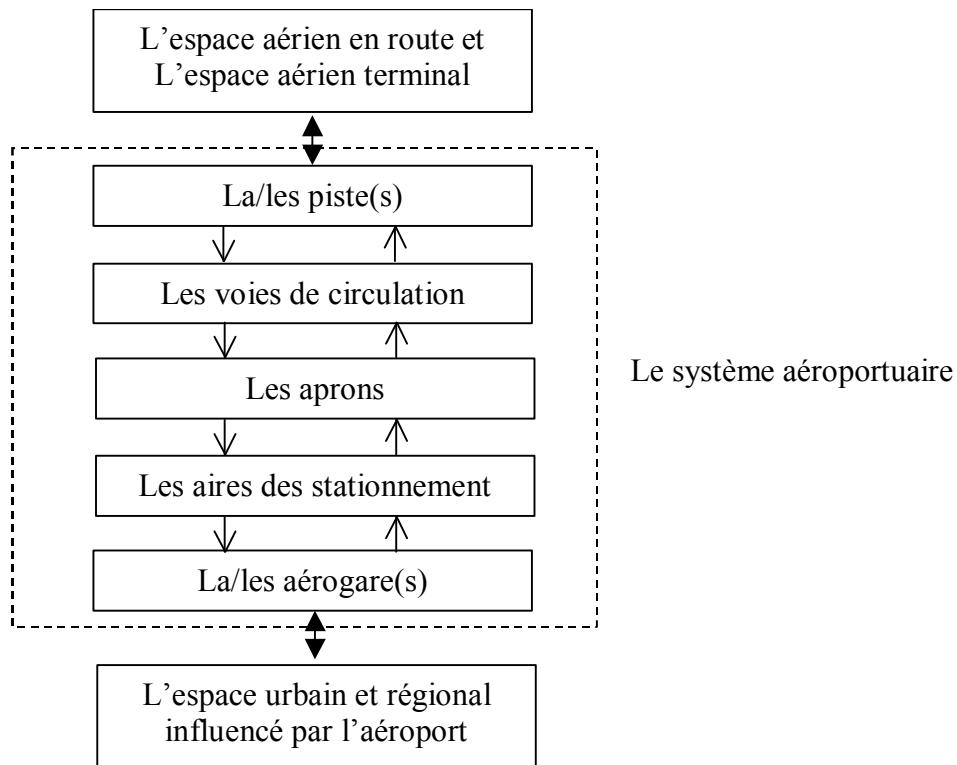 L’espace aérien en route et
L’espace aérien terminal
La/les piste(s)
Les voies de circulation
Les aprons
Le système aéroportuaire
Les aires des stationnement
La/les aérogare(s)
L’espace urbain et régional
influencé par l’aéroport